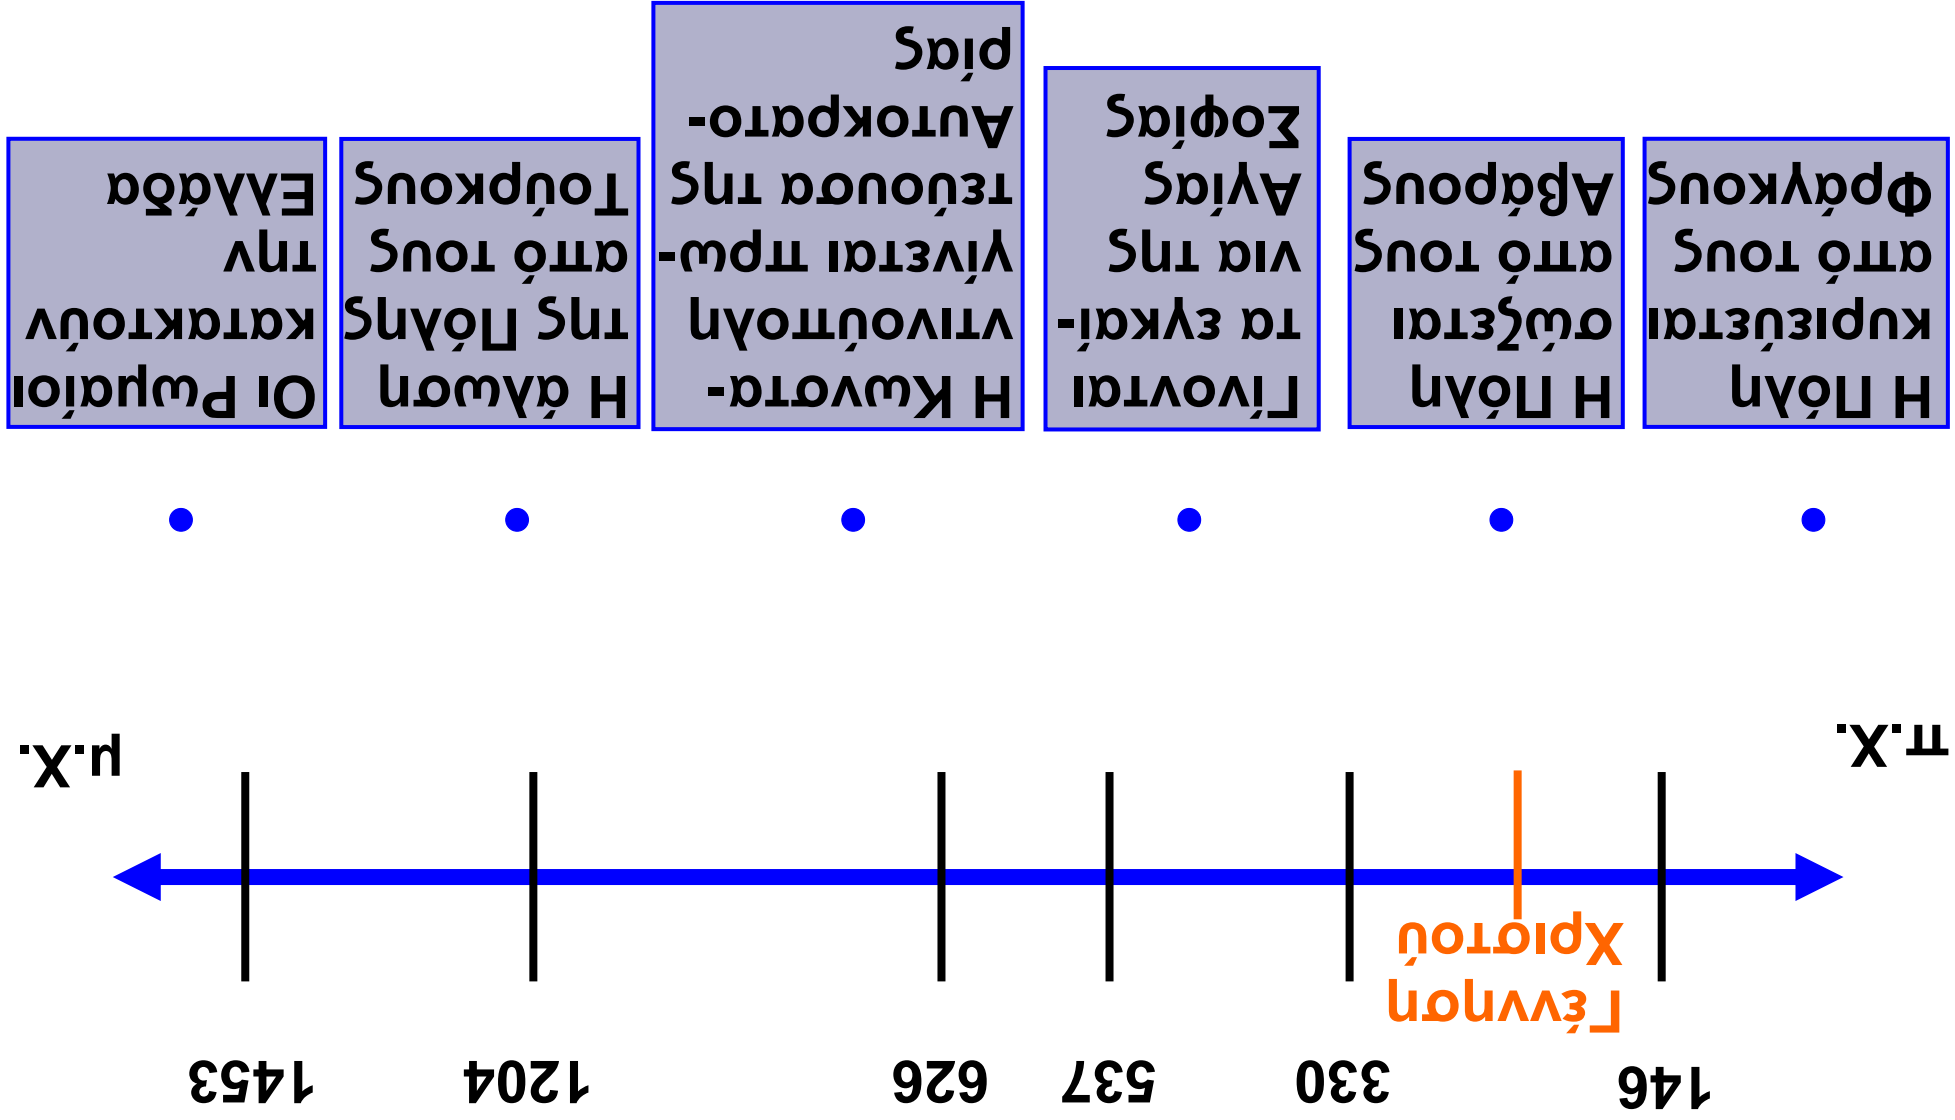 146
330
537
626
1204
1453
Γέννηση
Χριστού
π.Χ.
μ.Χ.
Η Πόλη
κυριεύεται
από τους
Φράγκους
Η Πόλη
σώζεται
από τους
Αβάρους
Γίνονται
τα εγκαί-
νια της
Αγίας
Σοφίας
Η Κωνστα-
ντινούπολη
γίνεται πρω-
τεύουσα της
Αυτοκρατο-
ρίας
Η άλωση
της Πόλης
από τους
Τούρκους
Οι Ρωμαίοι
κατακτούν
την
Ελλάδα